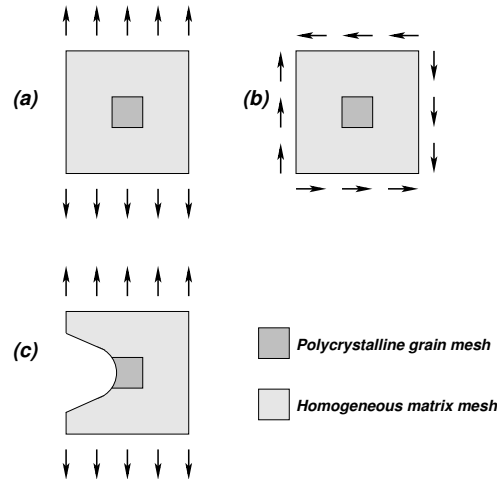 (a)
(b)
(c)
Polycrystalline grain mesh
Homogeneous matrix mesh